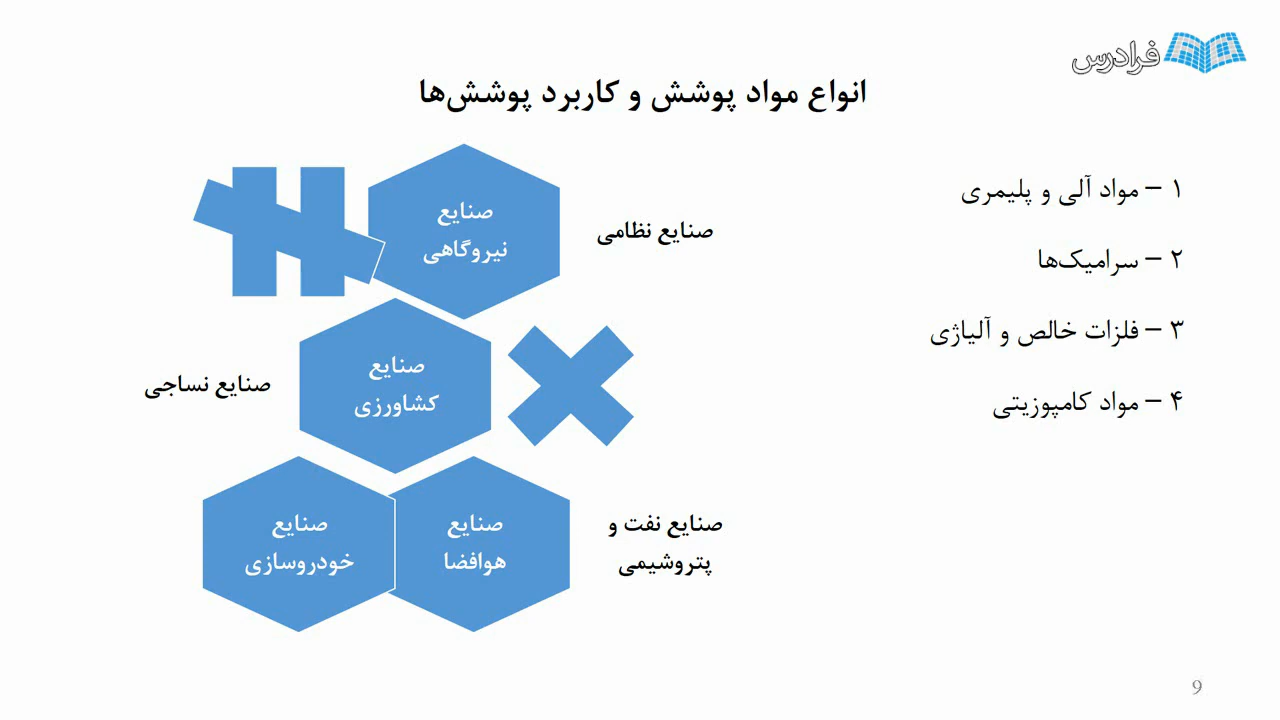 فرادرس
انواع مواد پوشش و کاربرد پوشش‌ها
۱ – مواد آلی و پلیمری
۲ – سرامیک‌ها
۳ – فلزات خالص و آلیاژی
۴ – مواد کامپوزیتی
صنایع نظامی
صنایع
نیروگاهی
صنایع
کشاورزی
صنایع نساجی
صنایع نفت و
پتروشیمی
صنایع
هوافضا
صنایع
خودروسازی
9